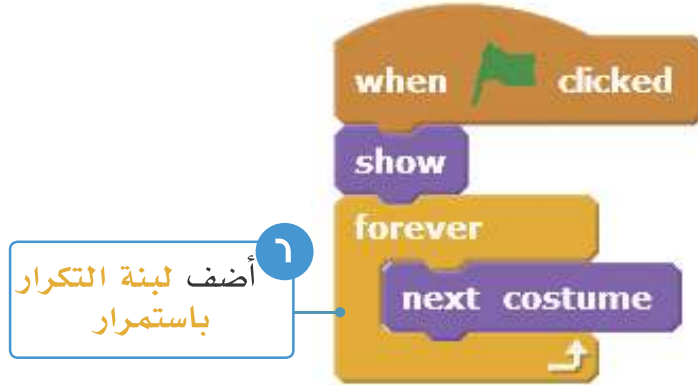 when clicked
show
forever
next costume
٦
أضف لبنة التكرار
باستمرار